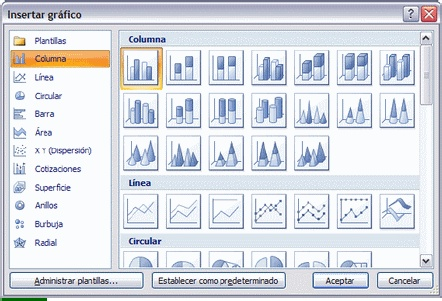 Insertar gráfico
Plantillas
Columna
Línea
Circular
Barra
Área
X Y (Dispersión)
Cotizaciones
Superficie
Anillos
Burbuja
Radial
Columna
Línea
Circular
Administrar plantillas...
Establecer como predeterminado
Aceptar
Cancelar